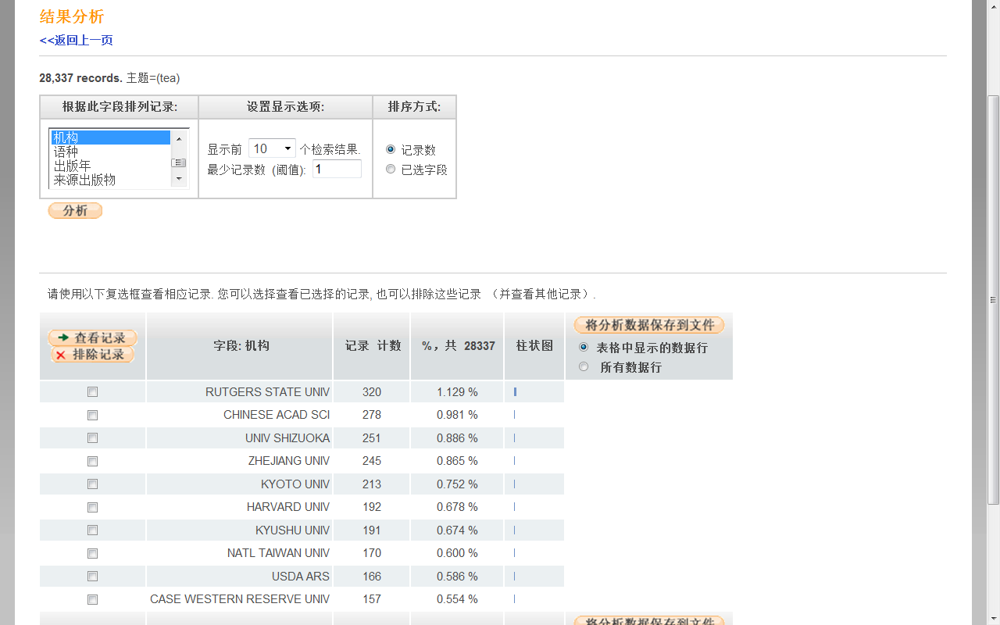 结果分析
<<返回上一页
28,337 records. 主题=(tea)
根据此字段排列记录: 设置显示选项: 排序方式:
机构
语种
出版年
来源出版物
显示前 10 个检索结果.
最少记录数 (阈值): 1
记录数
已选字段
分析
请使用以下复选框查看相应记录. 您可以选择查看已选择的记录, 也可以排除这些记录 （并查看其他记录）.
查看记录
排除记录
字段: 机构 记录 计数 %, 共 28337 柱状图
将分析数据保存到文件
表格中显示的数据行
所有数据行
RUTGERS STATE UNIV 320 1.129 %
CHINESE ACAD SCI 278 0.981 %
UNIV SHIZUOKA 251 0.886 %
ZHEJIANG UNIV 245 0.865 %
KYOTO UNIV 213 0.752 %
HARVARD UNIV 192 0.678 %
KYUSHU UNIV 191 0.674 %
NATL TAIWAN UNIV 170 0.600 %
USDA ARS 166 0.586 %
CASE WESTERN RESERVE UNIV 157 0.554 %
将分析数据保存到文件